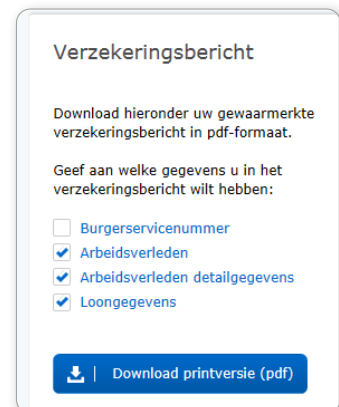 Verzekeringsbericht
Download hieronder uw gewaarmerkte
verzekeringsbericht in pdf-formaat.
Geef aan welke gegevens u in het
verzekeringsbericht wilt hebben:
Burgerservicenummer
Arbeidsverleden
Arbeidsverleden detailgegevens
Loongegevens
Download printversie (pdf)